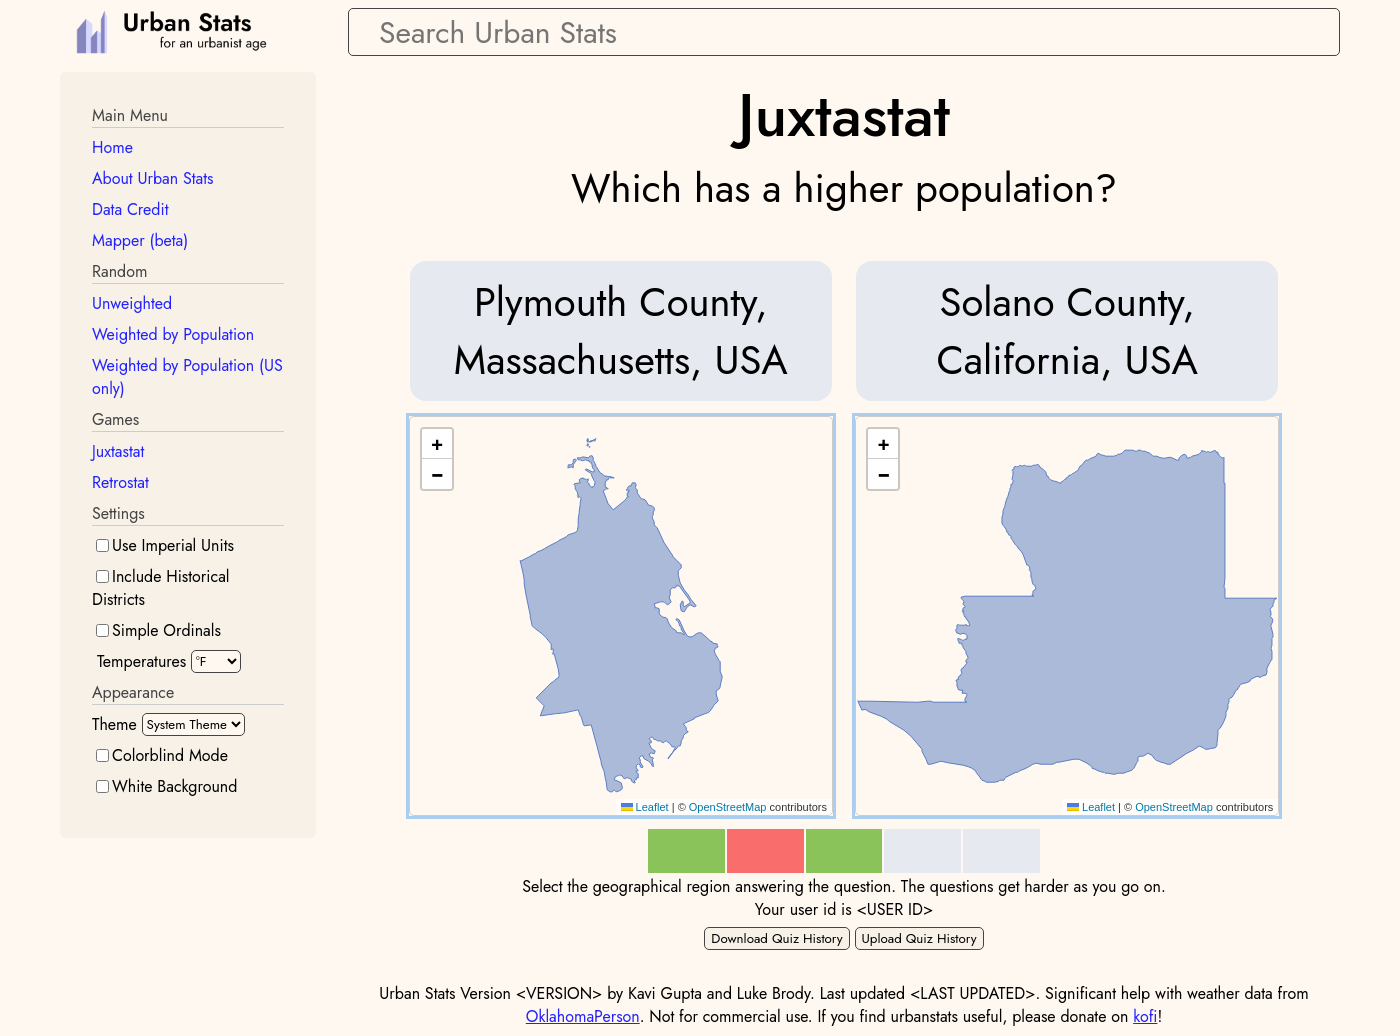 Urban Stats
for an urbanist age
Search Urban Stats
Main Menu
Home
About Urban Stats
Data Credit
Mapper (beta)
Random
Unweighted
Weighted by Population
Weighted by Population (US
only)
Games
Juxtastat
Retrostat
Settings
Use Imperial Units
Include Historical
Districts
Simple Ordinals
Temperatures °F
Appearance
Theme System Theme
Colorblind Mode
White Background
Juxtastat
Which has a higher population?
Plymouth County,
Massachusetts, USA
+
−
Leaflet | © OpenStreetMap contributors
Solano County,
California, USA
+
−
Leaflet | © OpenStreetMap contributors
Select the geographical region answering the question. The questions get harder as you go on.
Your user id is <USER ID>
Download Quiz History Upload Quiz History
Urban Stats Version <VERSION> by Kavi Gupta and Luke Brody. Last updated <LAST UPDATED>. Significant help with weather data from
OklahomaPerson. Not for commercial use. If you find urbanstats useful, please donate on kofi!